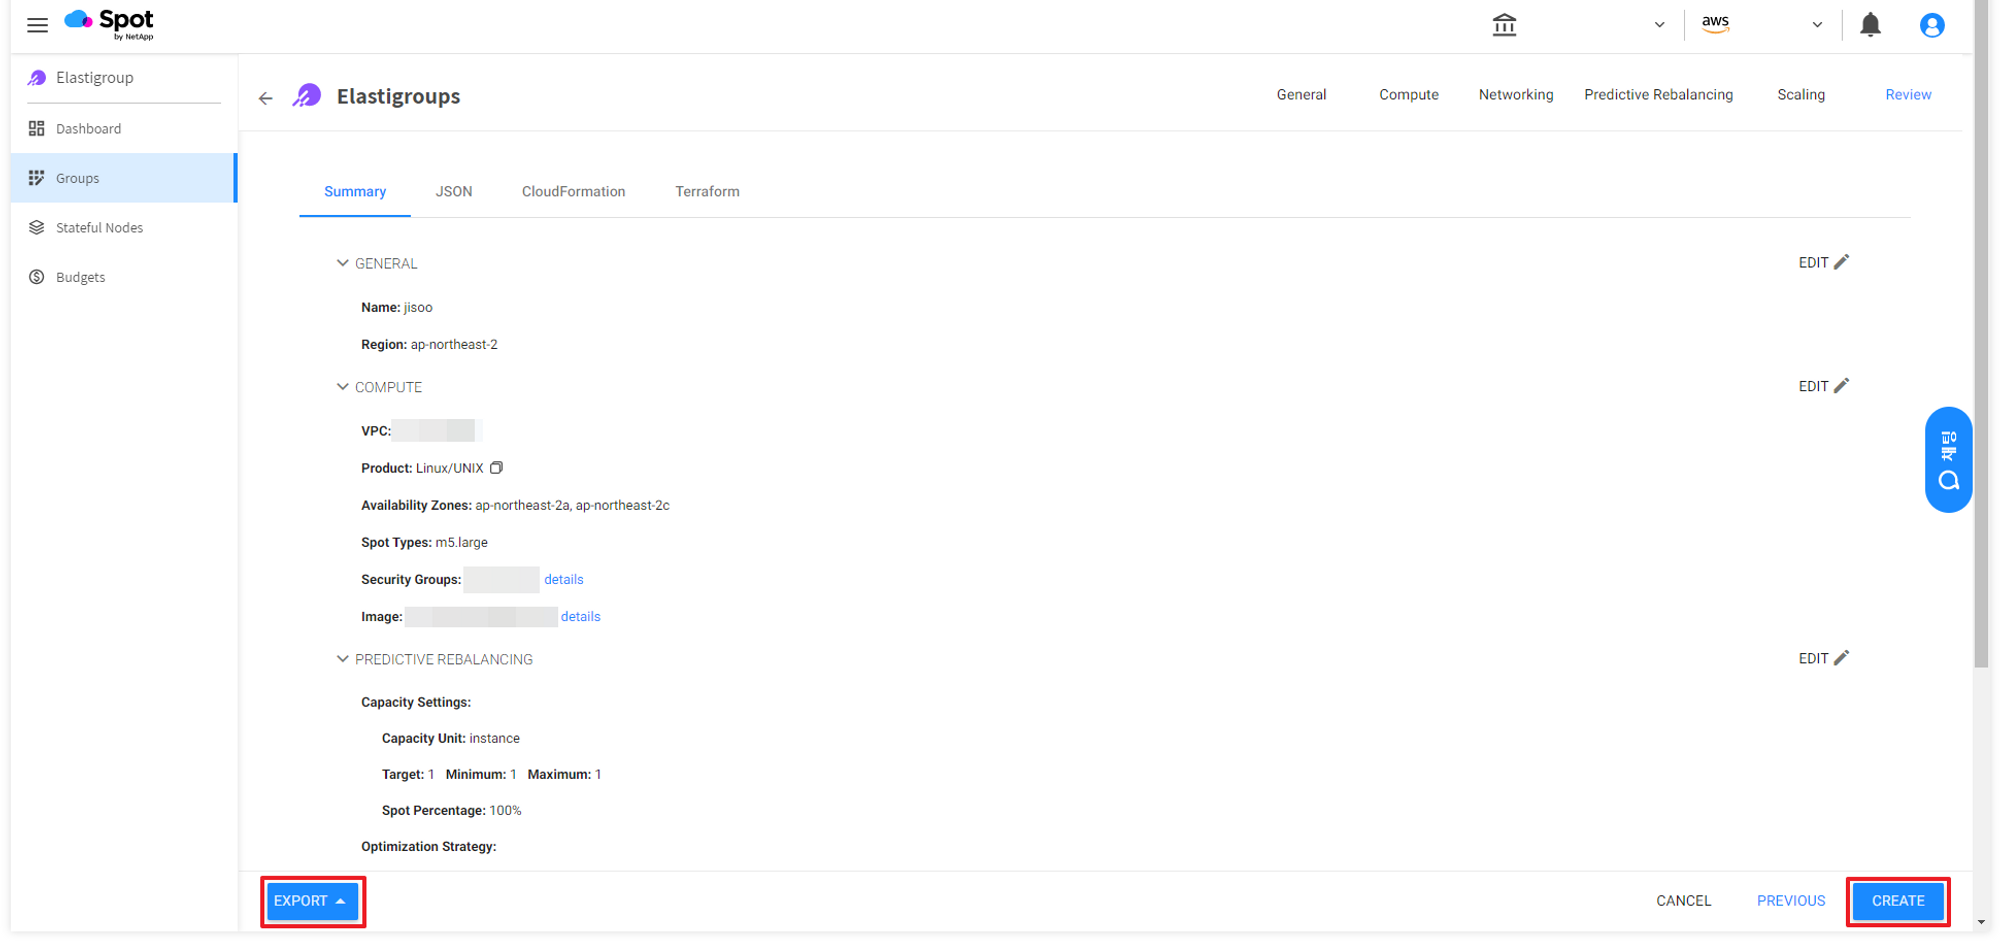 Spot
by NetApp
aws
Elastigroup
Dashboard
Groups
Stateful Nodes
Budgets
Elastigroups
General Compute Networking Predictive Rebalancing Scaling Review
Summary JSON CloudFormation Terraform
GENERAL EDIT
Name: jisoo
Region: ap-northeast-2
COMPUTE EDIT
VPC:
Product: Linux/UNIX
Availability Zones: ap-northeast-2a, ap-northeast-2c
Spot Types: m5.large
Security Groups: details
Image: details
PREDICTIVE REBALANCING EDIT
Capacity Settings:
Capacity Unit: instance
Target: 1 Minimum: 1 Maximum: 1
Spot Percentage: 100%
Optimization Strategy:
채팅
EXPORT CANCEL PREVIOUS CREATE